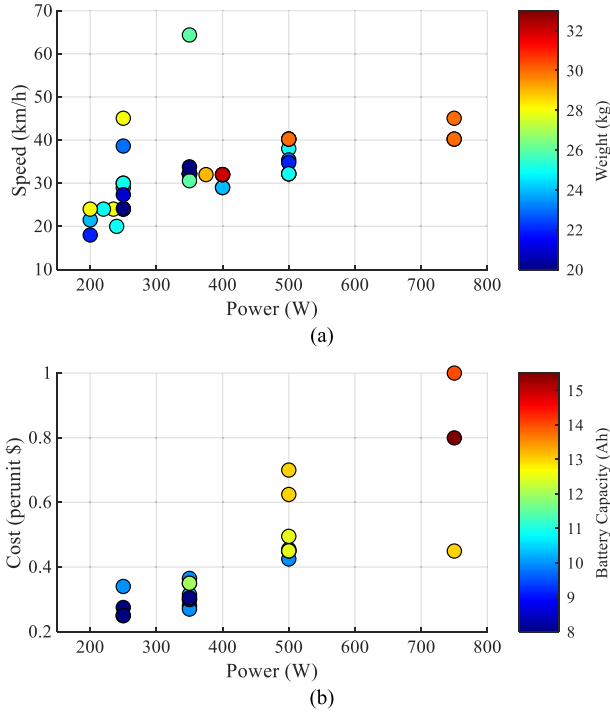 70
60
50
40
30
20
10
Speed (km/h)
200 300 400 500 600 700 800
Power (W)
(a)
32
30
28
26
24
22
20
Weight (kg)
1
0.8
0.6
0.4
0.2
Cost (perunit $)
200 300 400 500 600 700 800
Power (W)
(b)
15
14
13
12
11
10
9
8
Battery Capacity (Ah)